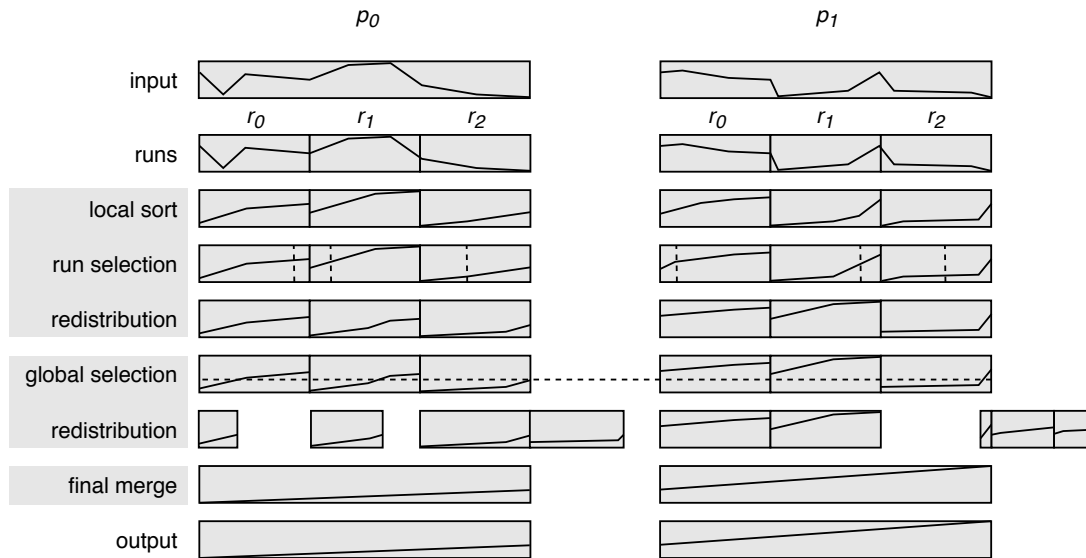 p0 p1
input
r0 r1 r2 r0 r1 r2
runs
local sort
run selection
redistribution
global selection
redistribution
final merge
output